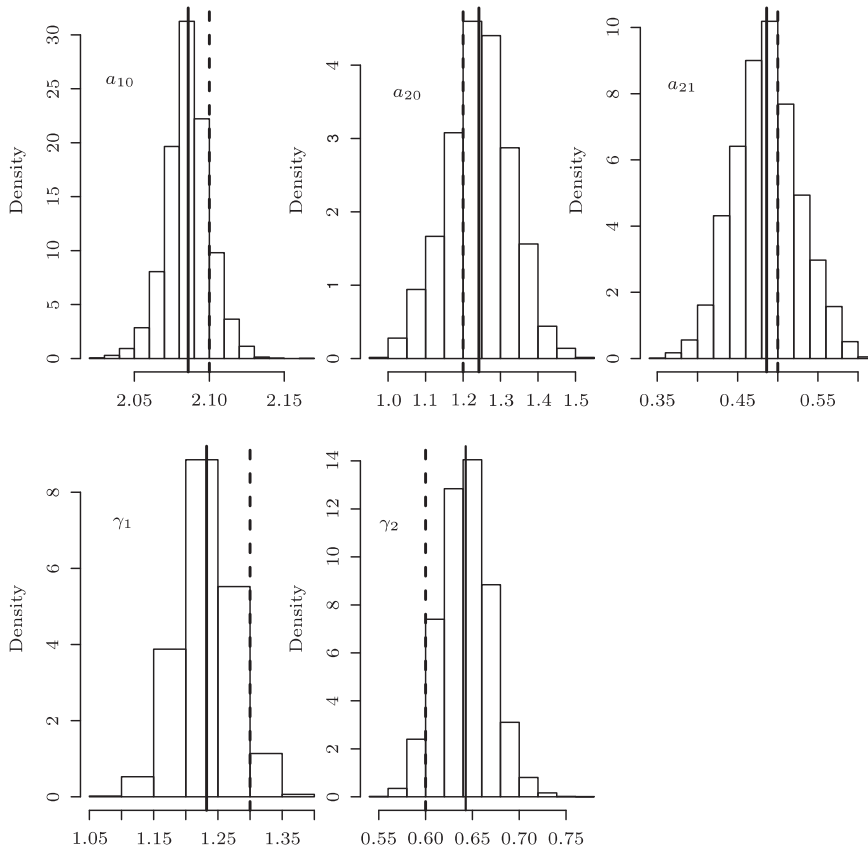 a10
Density
0 5 10 15 20 25 30
2.05 2.10 2.15
a20
Density
0 1 2 3 4
1.0 1.1 1.2 1.3 1.4 1.5
a21
Density
0 2 4 6 8 10
0.35 0.45 0.55
γ1
Density
0 2 4 6 8
1.05 1.15 1.25 1.35
γ2
Density
0 2 4 6 8 10 12 14
0.55 0.60 0.65 0.70 0.75